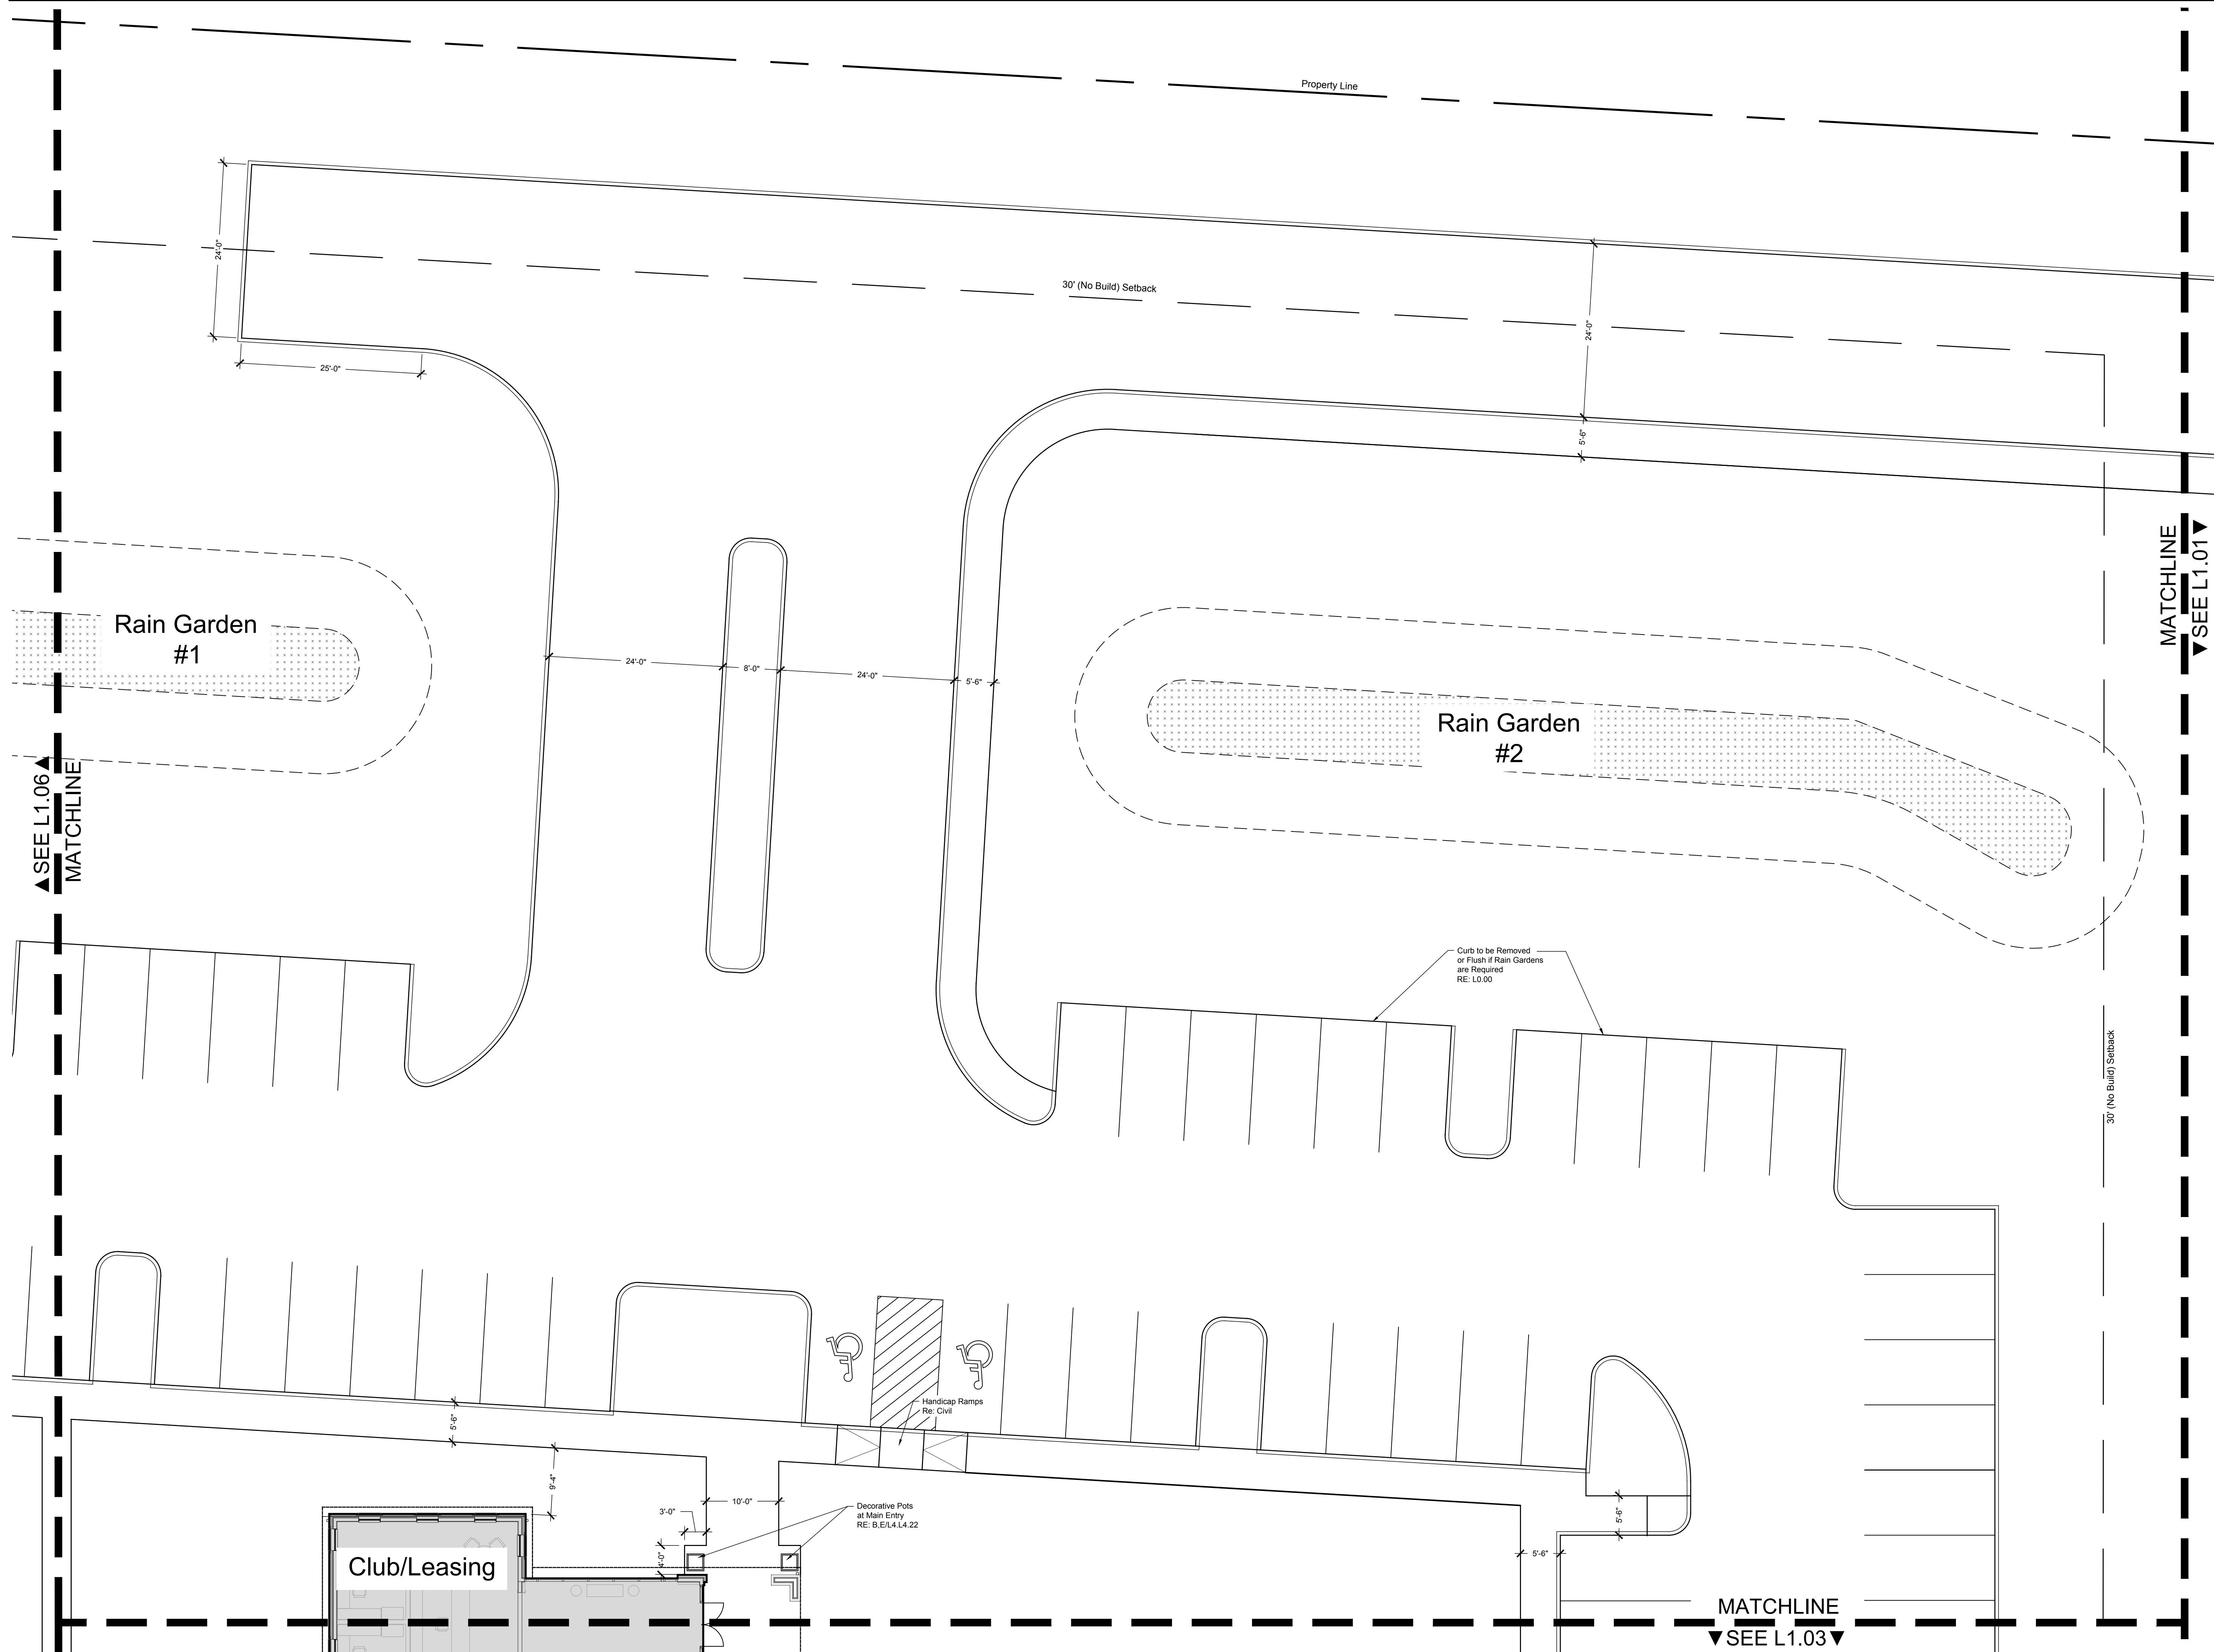 Property Line
24'-0"
30' (No Build) Setback
24'-0"
25'-0"
5'-6"
MATCHLINE
▼SEE L1.01▼
Rain Garden
#1
24'-0"
8'-0"
24'-0"
5'-6"
Rain Garden
#2
▲SEE L1.06▲
MATCHLINE
Curb to be Removed
or Flush if Rain Gardens
are Required
RE: L0.00
30' (No Build) Setback
Handicap Ramps
Re: Civil
5'-6"
9'-4"
10'-0"
3'-0"
Decorative Pots
at Main Entry
RE: B,E/L4.L4.22
5'-6"
4'-0"
5'-6"
Club/Leasing
MATCHLINE
▼SEE L1.03▼